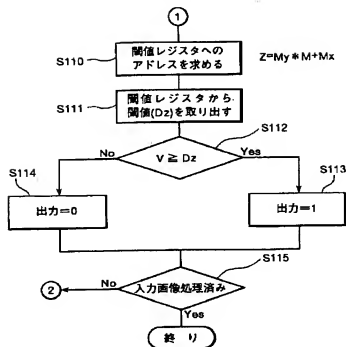 1
閾値レジスタへの
アドレスを求める
Z=My*M+Mx
S110
閾値レジスタから
閾値(Dz)を取り出す
S111
S112
V≧Dz
No
Yes
S114
出力=0
S113
出力=1
S115
入力画像処理済み
No
2
Yes
終り